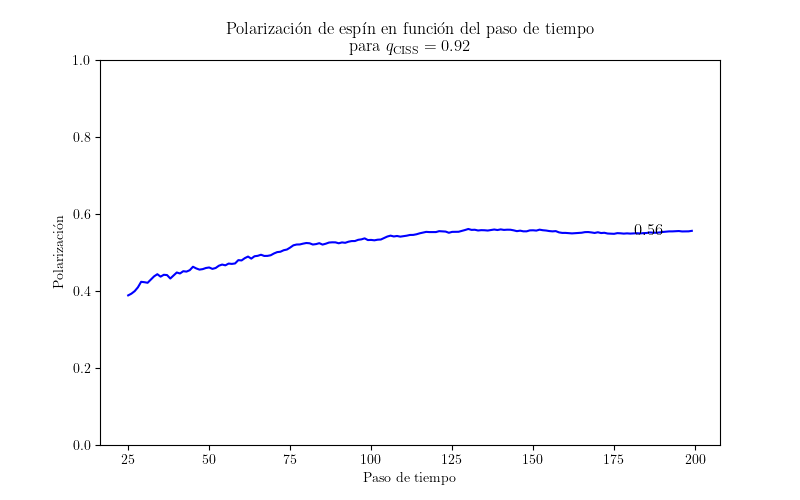 Polarización de espín en función del paso de tiempo
para qCISS = 0.92
1.0
0.8
0.6
0.4
0.2
0.0
Polarización
0.56
25 50 75 100 125 150 175 200
Paso de tiempo